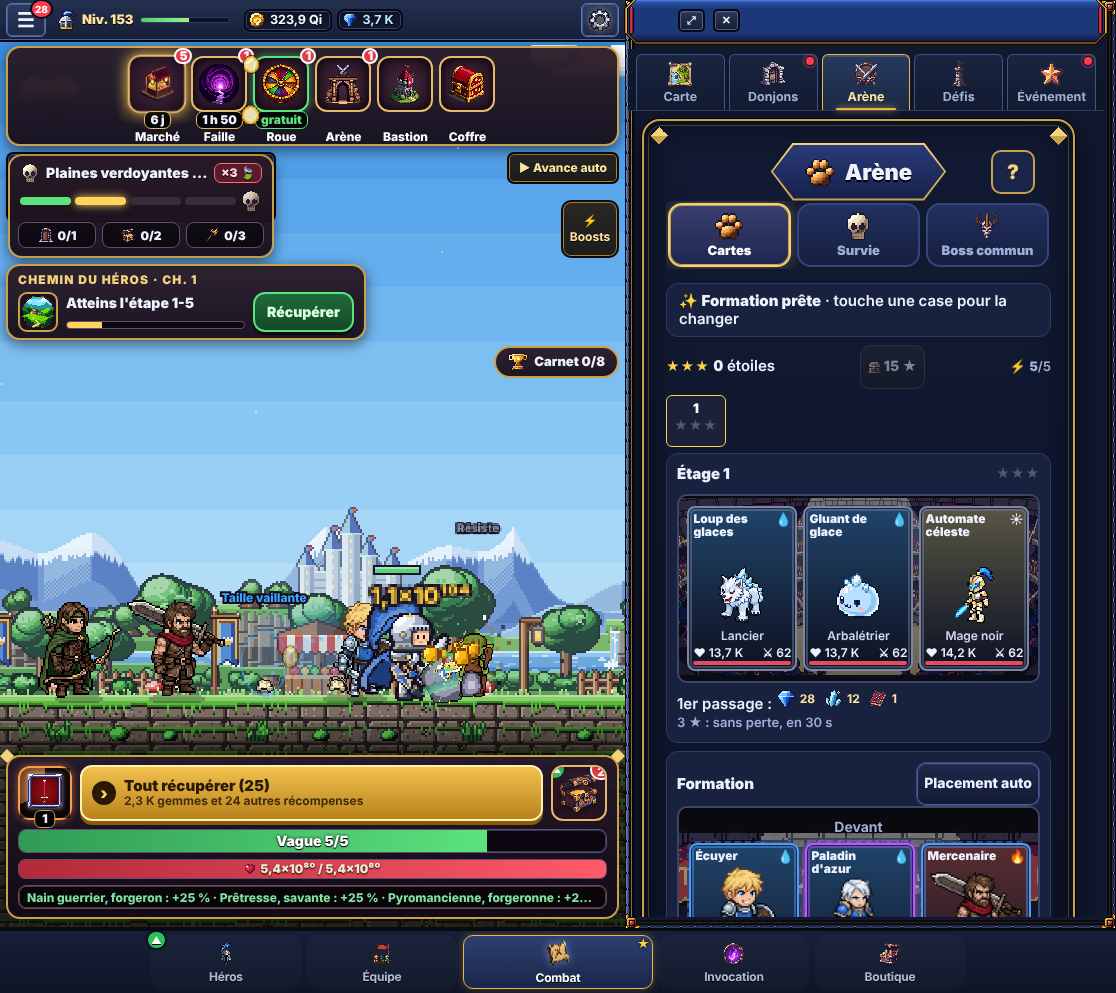 28
Niv. 153
323,9 Qi
3,7 K
5
1
1
1
6 j
1 h 50
gratuit
Marché
Faille
Roue
Arène
Bastion
Coffre
Plaines verdoyantes ...
×3
0/1
0/2
0/3
Avance auto
Boosts
CHEMIN DU HÉROS · CH. 1
Atteins l'étape 1-5
Récupérer
Carnet 0/8
Résiste
Taille vaillante
1,1×10¹⁰⁴
Tout récupérer (25)
2,3 K gemmes et 24 autres récompenses
1
2
Vague 5/5
5,4×10⁸⁰ / 5,4×10⁸⁰
Nain guerrier, forgeron : +25 % · Prêtresse, savante : +25 % · Pyromancienne, forgeronne : +2...
Carte
Donjons
Arène
Défis
Événement
Arène
?
Cartes
Survie
Boss commun
Formation prête · touche une case pour la
changer
0 étoiles
15 ★
5/5
1
Étage 1
Loup des
glaces
Lancier
13,7 K
62
Gluant de
glace
Arbalétrier
13,7 K
62
Automate
céleste
Mage noir
14,2 K
62
1er passage :
28
12
1
3 ★ : sans perte, en 30 s
Formation
Placement auto
Devant
Écuyer
Paladin
d'azur
Mercenaire
Héros
Équipe
Combat
Invocation
Boutique